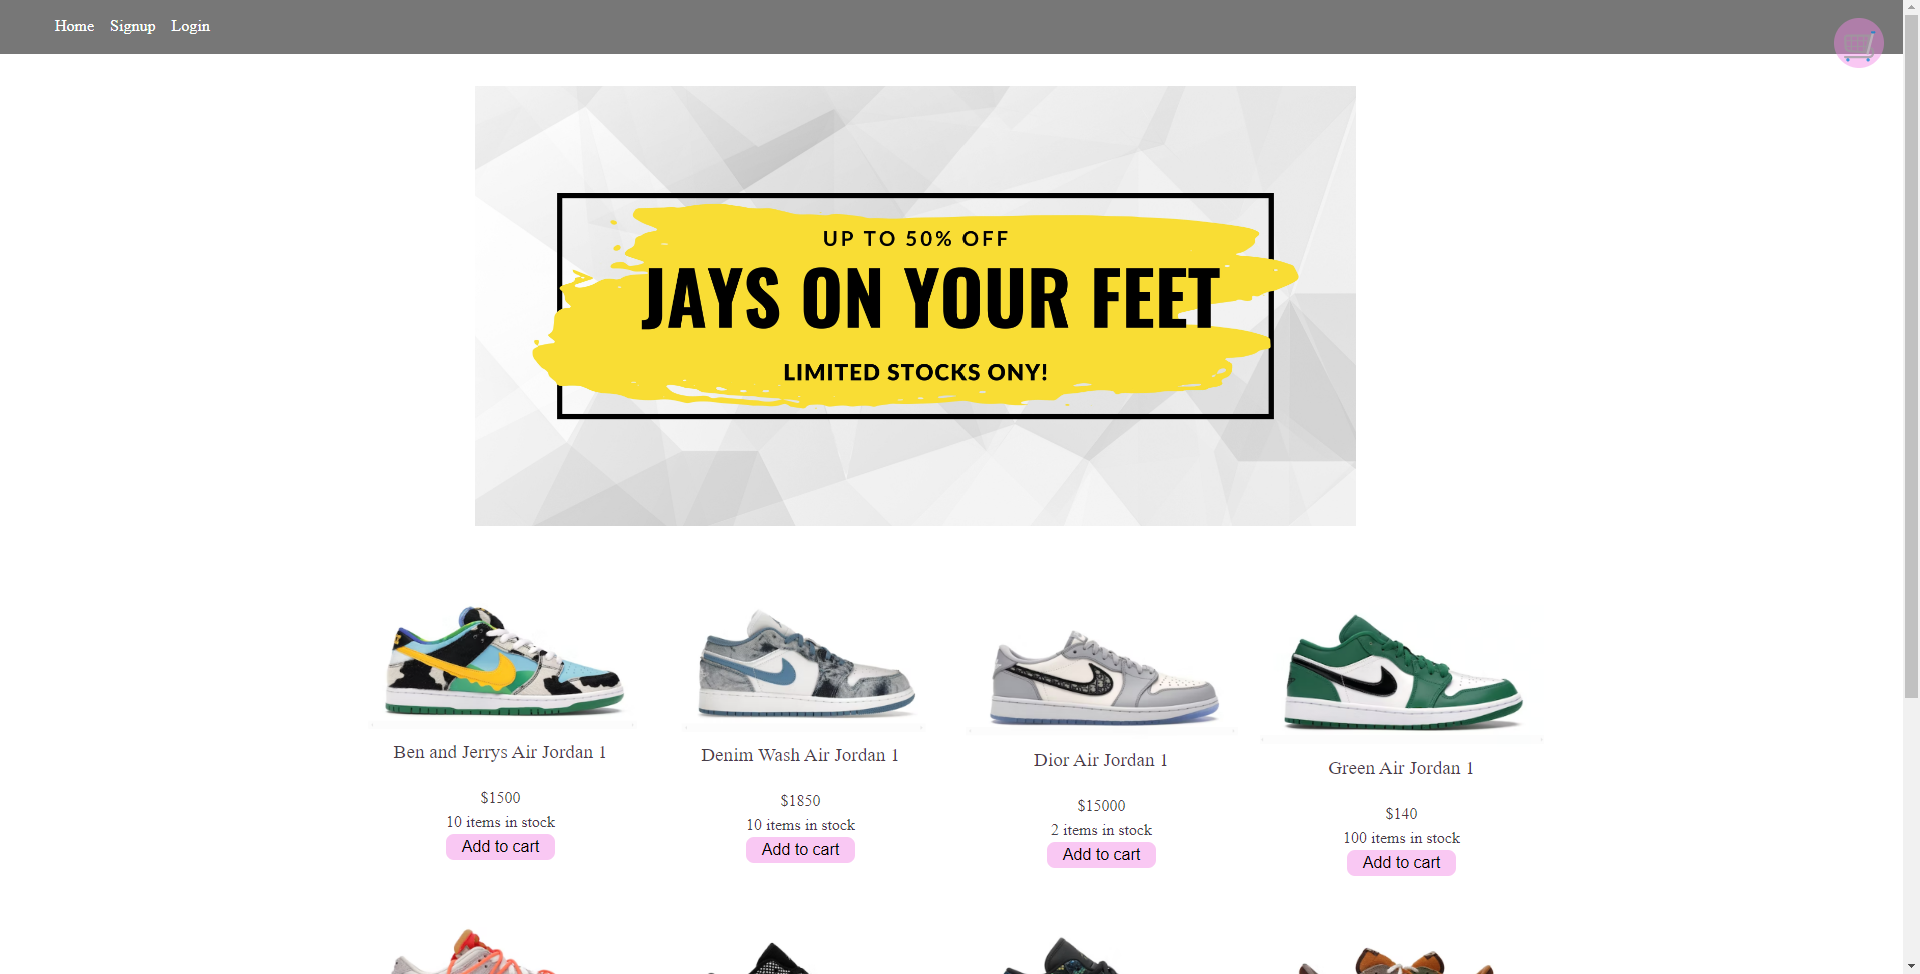 Home Signup Login
UP TO 50% OFF
JAYS ON YOUR FEET
LIMITED STOCKS ONY!
Ben and Jerrys Air Jordan 1
$1500
10 items in stock
Add to cart
Denim Wash Air Jordan 1
$1850
10 items in stock
Add to cart
Dior Air Jordan 1
$15000
2 items in stock
Add to cart
Green Air Jordan 1
$140
100 items in stock
Add to cart